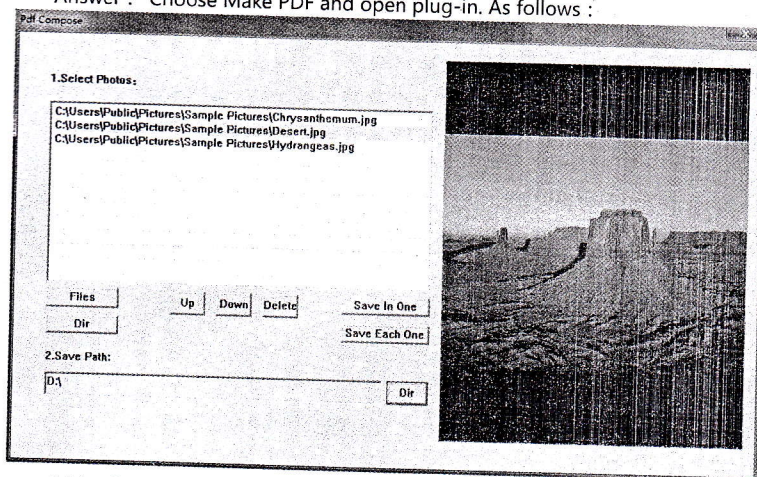 Answer： Choose Make PDF and open plug-in. As follows：
Pdf Compose
1.Select Photos：
C:\Users\Public\Pictures\Sample Pictures\Chrysanthemum.jpg
C:\Users\Public\Pictures\Sample Pictures\Desert.jpg
C:\Users\Public\Pictures\Sample Pictures\Hydrangeas.jpg
Files
Up Down Delete Save In One
Dir
Save Each One
2.Save Path:
D:\
Dir